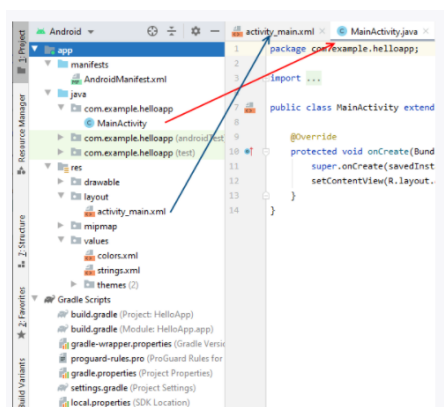 Android
activity_main.xml
MainActivity.java
1: Project
Resource Manager
Z: Structure
2: Favorites
Build Variants
app
manifests
AndroidManifest.xml
java
com.example.helloapp
MainActivity
com.example.helloapp (androidTest
com.example.helloapp (test)
res
drawable
layout
activity_main.xml
mipmap
values
colors.xml
strings.xml
themes (2)
Gradle Scripts
build.gradle (Project: HelloApp)
build.gradle (Module: HelloApp.app)
gradle-wrapper.properties (Gradle Versio
proguard-rules.pro (ProGuard Rules for
gradle.properties (Project Properties)
settings.gradle (Project Settings)
local.properties (SDK Location)
1 package com.example.helloapp;
2
3 import ...
7 public class MainActivity extend
8
9 @Override
10 protected void onCreate(Bund
11 super.onCreate(savedInst
12 setContentView(R.layout.
13 }
14 }